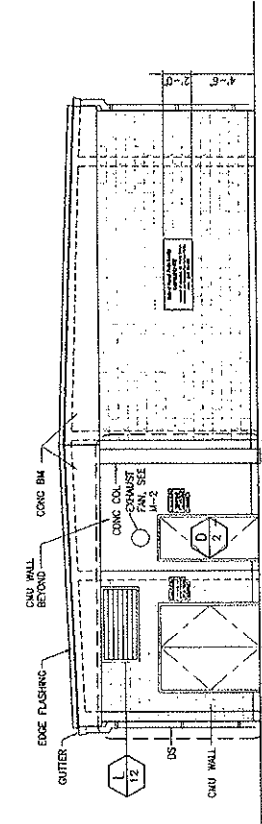 EDGE FLASHING
GUTTER
CMU WALL
BEYOND
CONC BM
CONC COL
EXHAUST
FAN, SEE
M-2
L
12
D
2
DS
CMU WALL
2'-0"
4'-6"